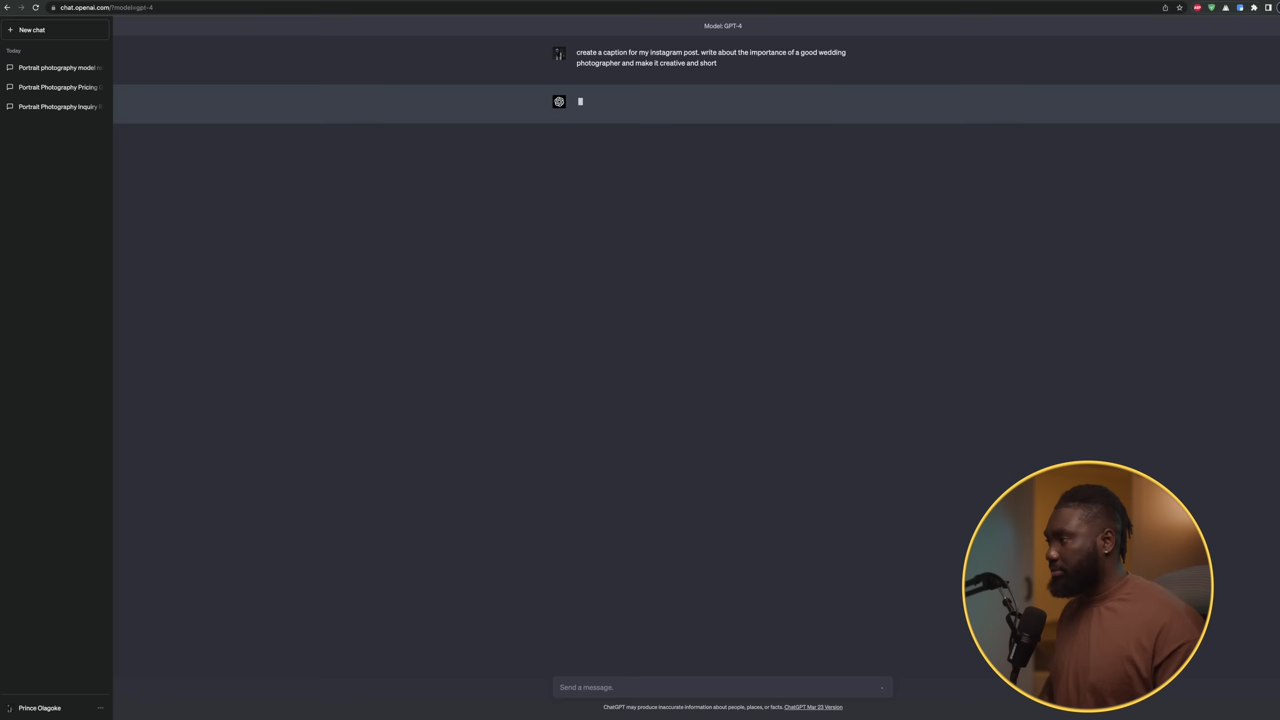 chat.openai.com/?model=gpt-4
New chat
Model: GPT-4
Today
create a caption for my instagram post. write about the importance of a good wedding
photographer and make it creative and short
Portrait photography model
Portrait Photography Pricing
Portrait Photography Inquiry
Send a message.
Prince Olagoke
ChatGPT may produce inaccurate information about people, places, or facts. ChatGPT Mar 23 Version